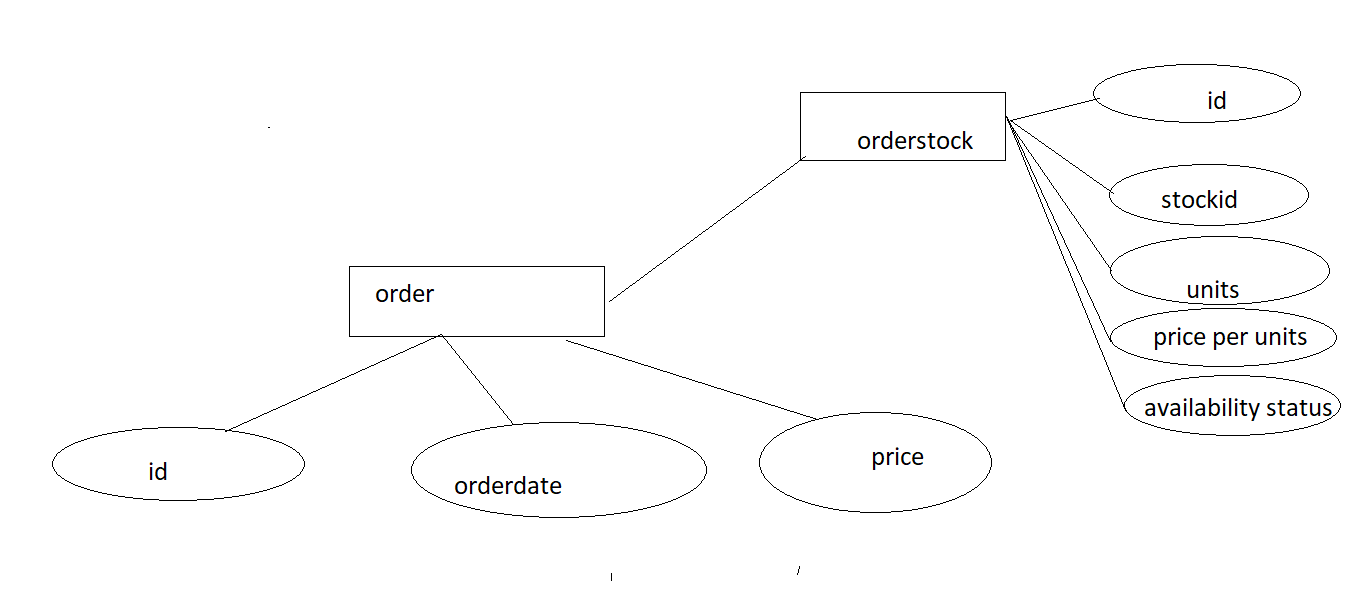 id
orderstock
stockid
units
order
price per units
availability status
id
orderdate
price